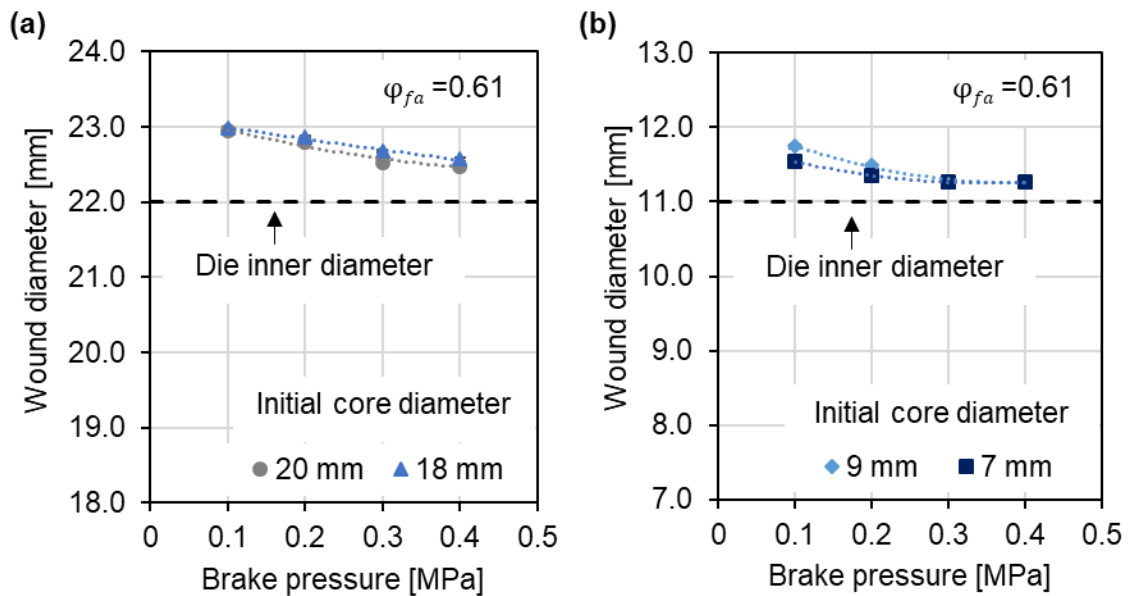 (a)
24.0
23.0
22.0
21.0
20.0
19.0
18.0
Wound diameter [mm]
φfa =0.61
Die inner diameter
Initial core diameter
20 mm
18 mm
0 0.1 0.2 0.3 0.4 0.5
Brake pressure [MPa]
(b)
13.0
12.0
11.0
10.0
9.0
8.0
7.0
Wound diameter [mm]
φfa =0.61
Die inner diameter
Initial core diameter
9 mm
7 mm
0 0.1 0.2 0.3 0.4 0.5
Brake pressure [MPa]